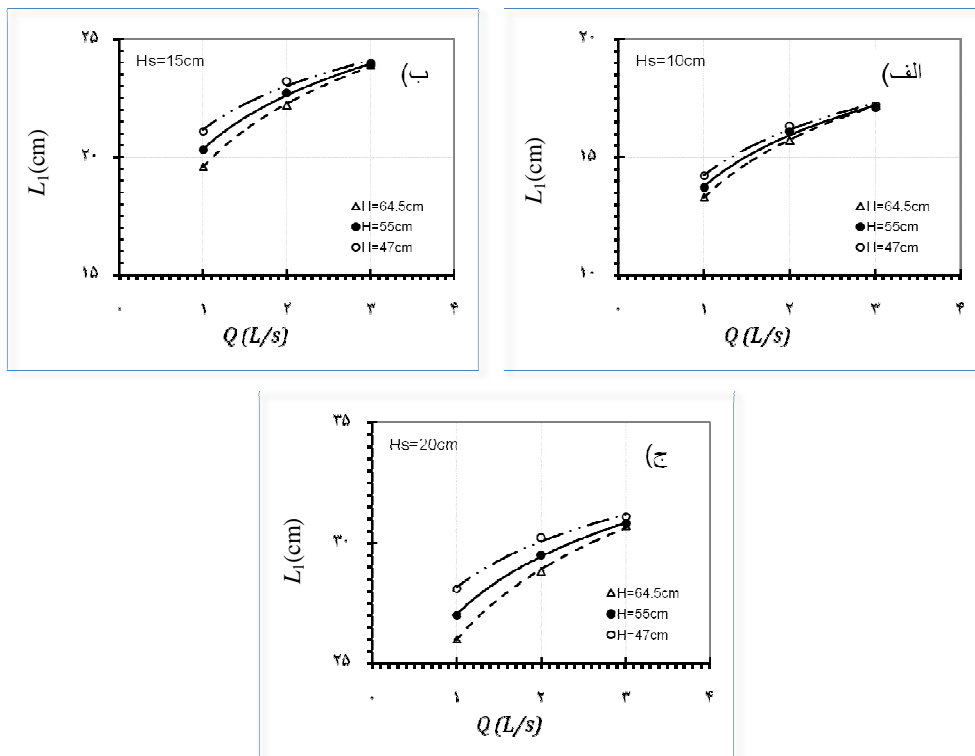 الف)
Hs=10cm
۲۰
۱۵
۱۰
L1(cm)
△H=64.5cm
●H=55cm
○H=47cm
۰ ۱ ۲ ۳ ۴
Q (L/s)
ب)
Hs=15cm
۲۵
۲۰
۱۵
L1(cm)
△H=64.5cm
●H=55cm
○H=47cm
۰ ۱ ۲ ۳ ۴
Q (L/s)
ج)
Hs=20cm
۳۵
۳۰
۲۵
L1(cm)
△H=64.5cm
●H=55cm
○H=47cm
۰ ۱ ۲ ۳ ۴
Q (L/s)